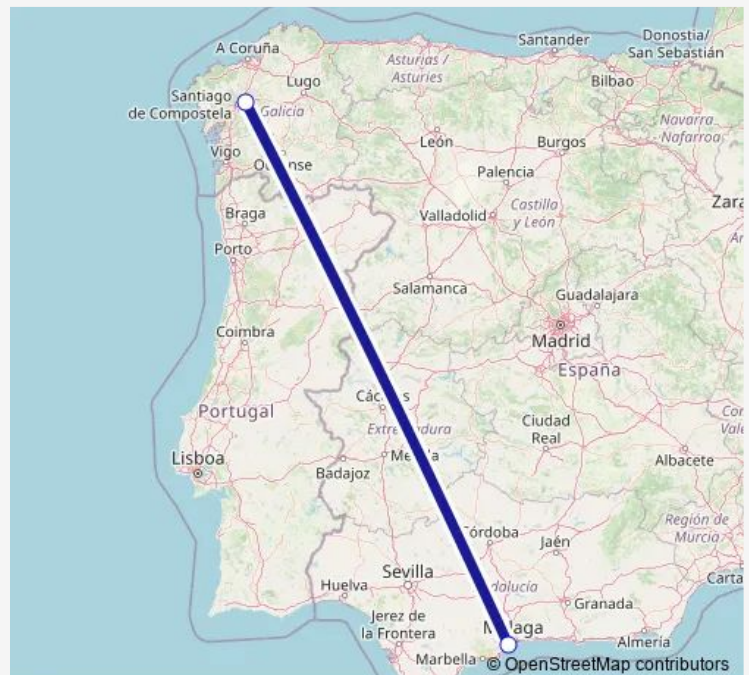 A Coruña
Donostia/
San Sebastián
Santander
Asturias /
Asturies
Bilbao
Lugo
Santiago
de Compostela
Galicia
Navarra -
Nafarroa
León
Burgos
Vigo
Palencia
Braga
Valladolid
Castilla
y León
Porto
Salamanca
Guadalajara
Coimbra
Madrid
España
Portugal
Ciudad
Real
Lisboa
Badajoz
Albacete
Región de
Murcia
Jaén
Sevilla
Huelva
Granada
Jerez de
la Frontera
Almería
Marbella
© OpenStreetMap contributors